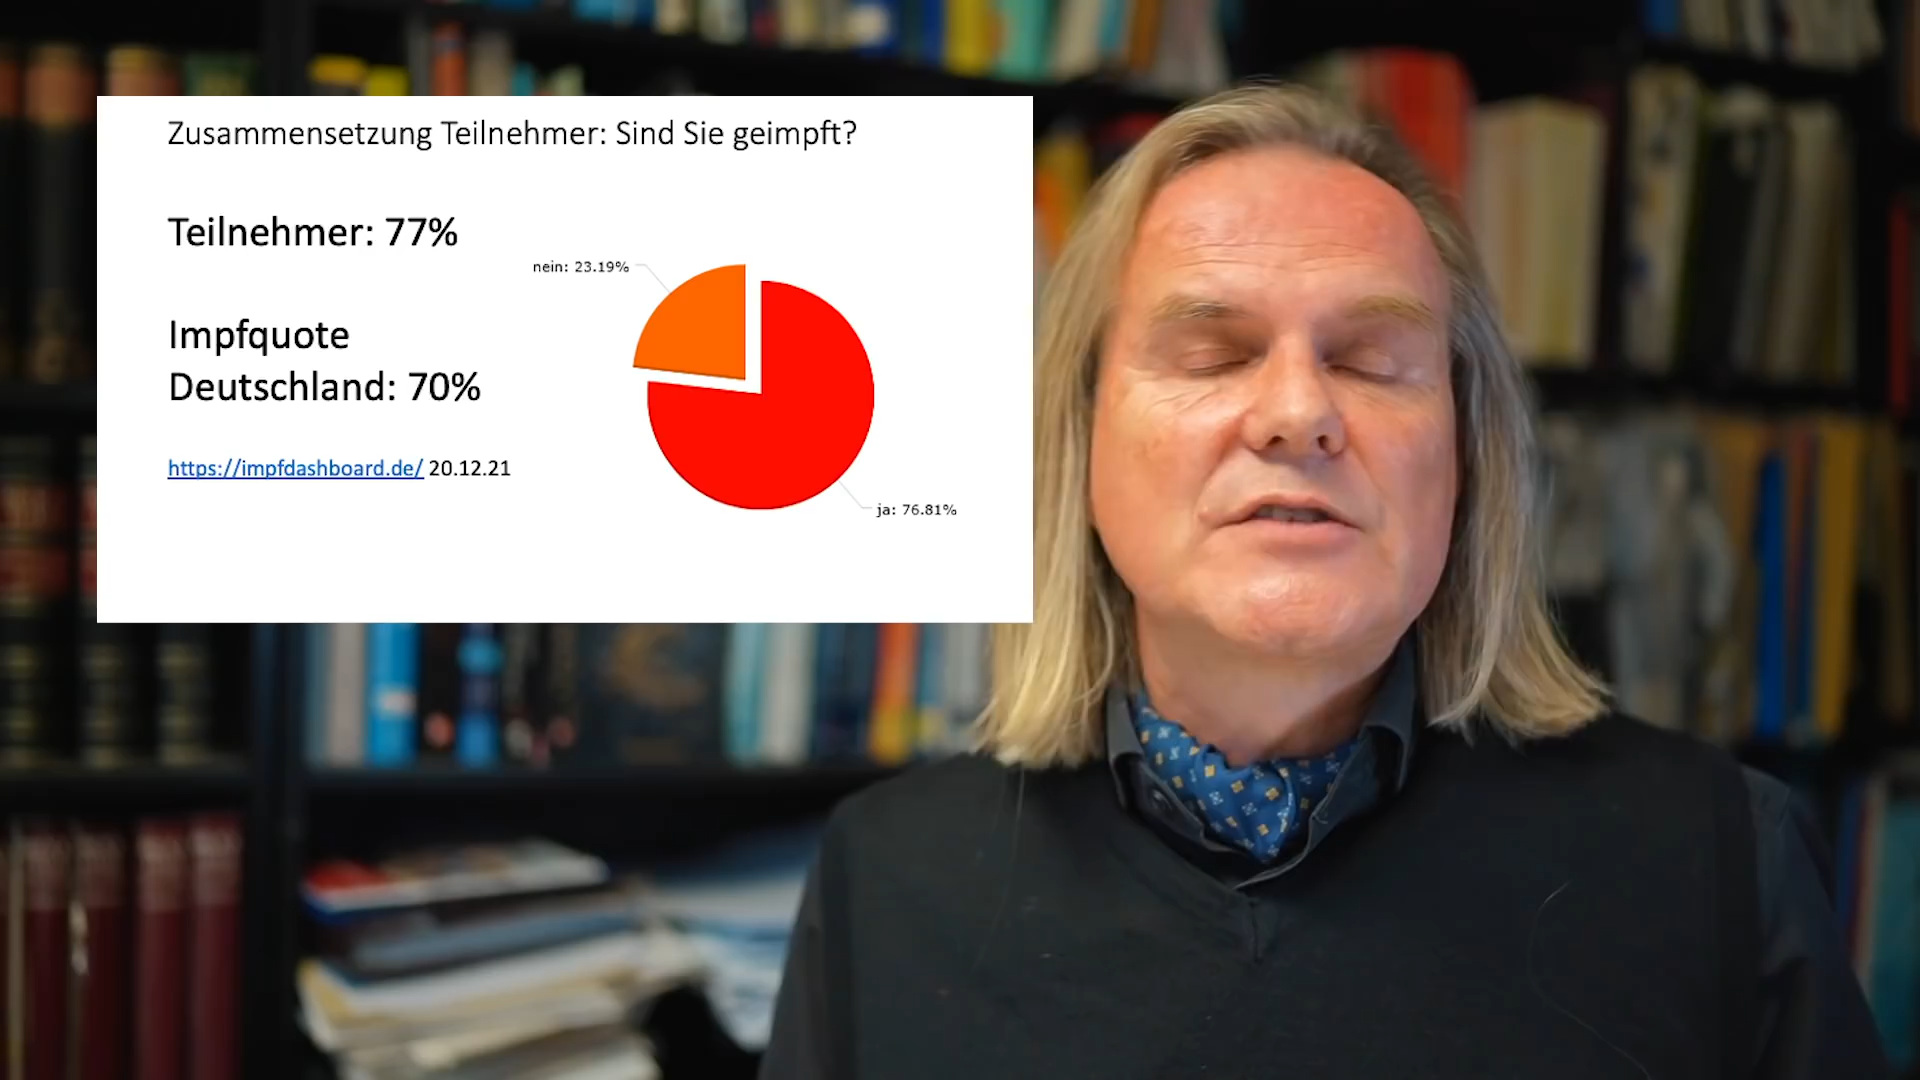 Zusammensetzung Teilnehmer: Sind Sie geimpft?
Teilnehmer: 77%
nein: 23.19%
Impfquote
Deutschland: 70%
https://impfdashboard.de/ 20.12.21
ja: 76.81%